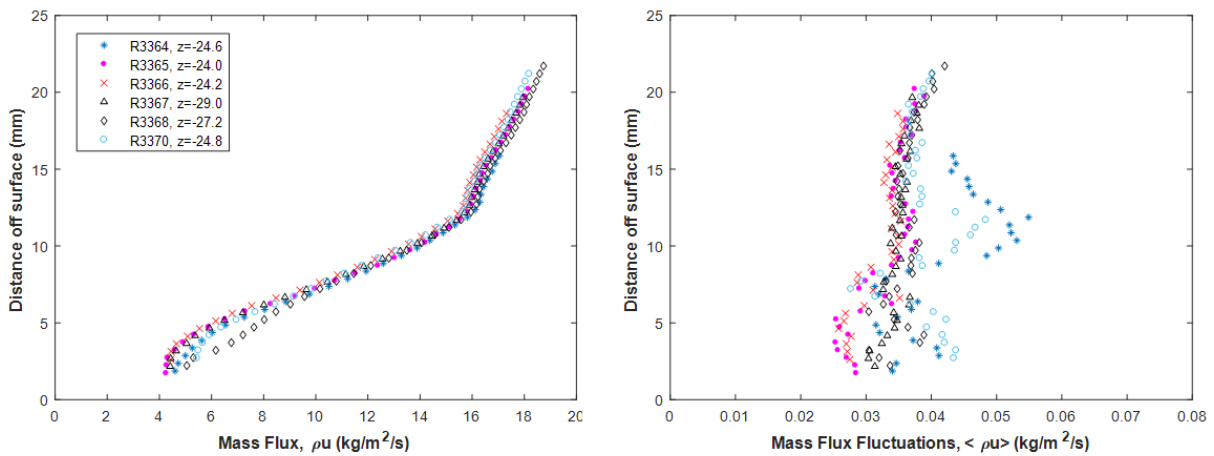 25
20
15
10
5
0
Distance off surface (mm)
R3364, z=-24.6
R3365, z=-24.0
R3366, z=-24.2
R3367, z=-29.0
R3368, z=-27.2
R3370, z=-24.8
0 2 4 6 8 10 12 14 16 18 20
Mass Flux, ρu (kg/m²/s)
25
20
15
10
5
0
Distance off surface (mm)
0 0.01 0.02 0.03 0.04 0.05 0.06 0.07 0.08
Mass Flux Fluctuations, < ρu> (kg/m²/s)